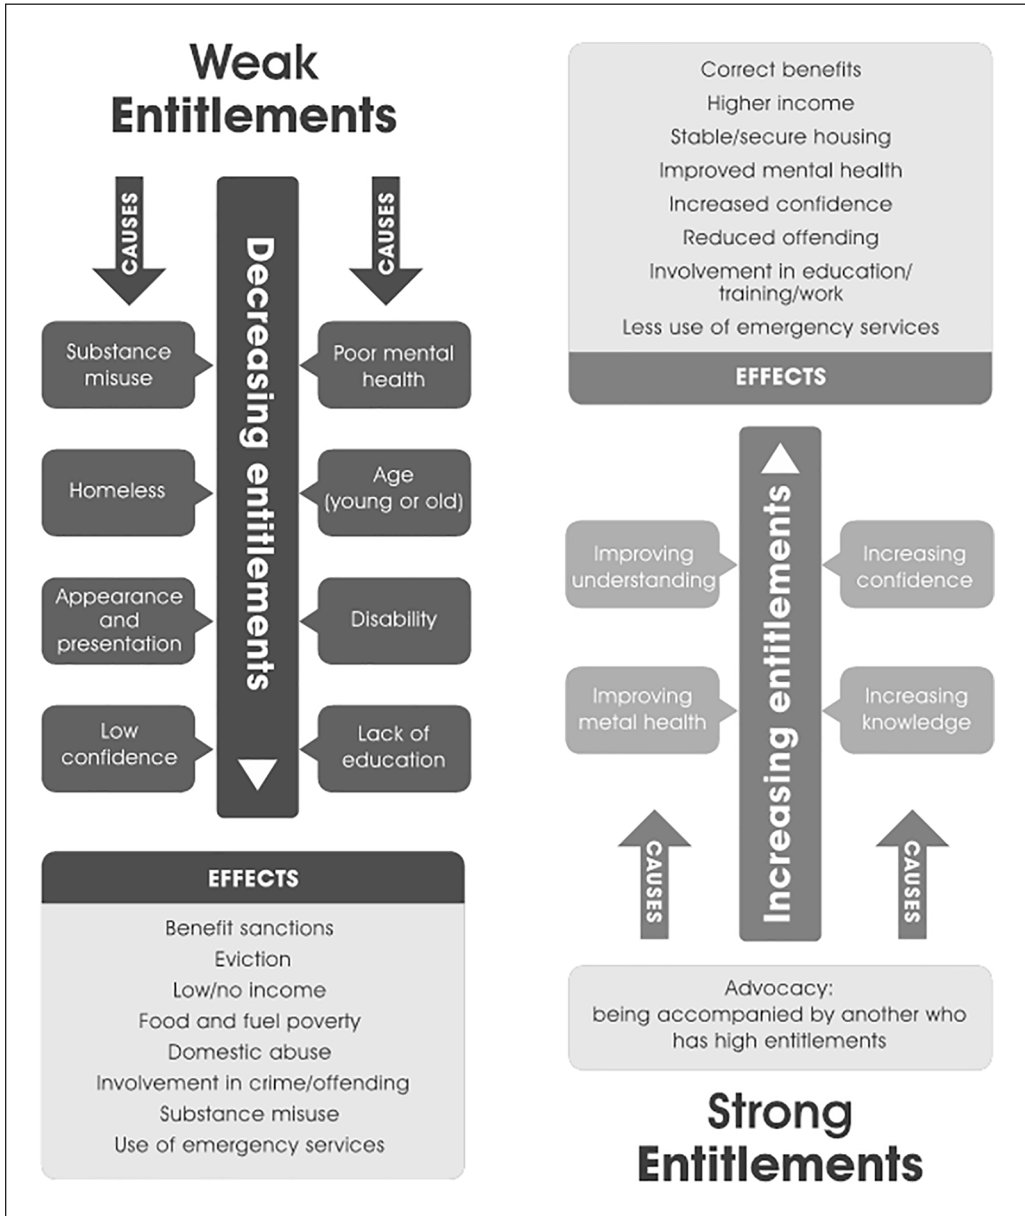 Weak
Entitlements
CAUSES
CAUSES
Decreasing entitlements
Substance
misuse
Poor mental
health
Homeless
Age
(young or old)
Appearance
and
presentation
Disability
Low
confidence
Lack of
education
EFFECTS
Benefit sanctions
Eviction
Low/no income
Food and fuel poverty
Domestic abuse
Involvement in crime/offending
Substance misuse
Use of emergency services
Correct benefits
Higher income
Stable/secure housing
Improved mental health
Increased confidence
Reduced offending
Involvement in education/
training/work
Less use of emergency services
EFFECTS
Increasing entitlements
Improving
understanding
Increasing
confidence
Improving
metal health
Increasing
knowledge
CAUSES
CAUSES
Advocacy:
being accompanied by another who
has high entitlements
Strong
Entitlements